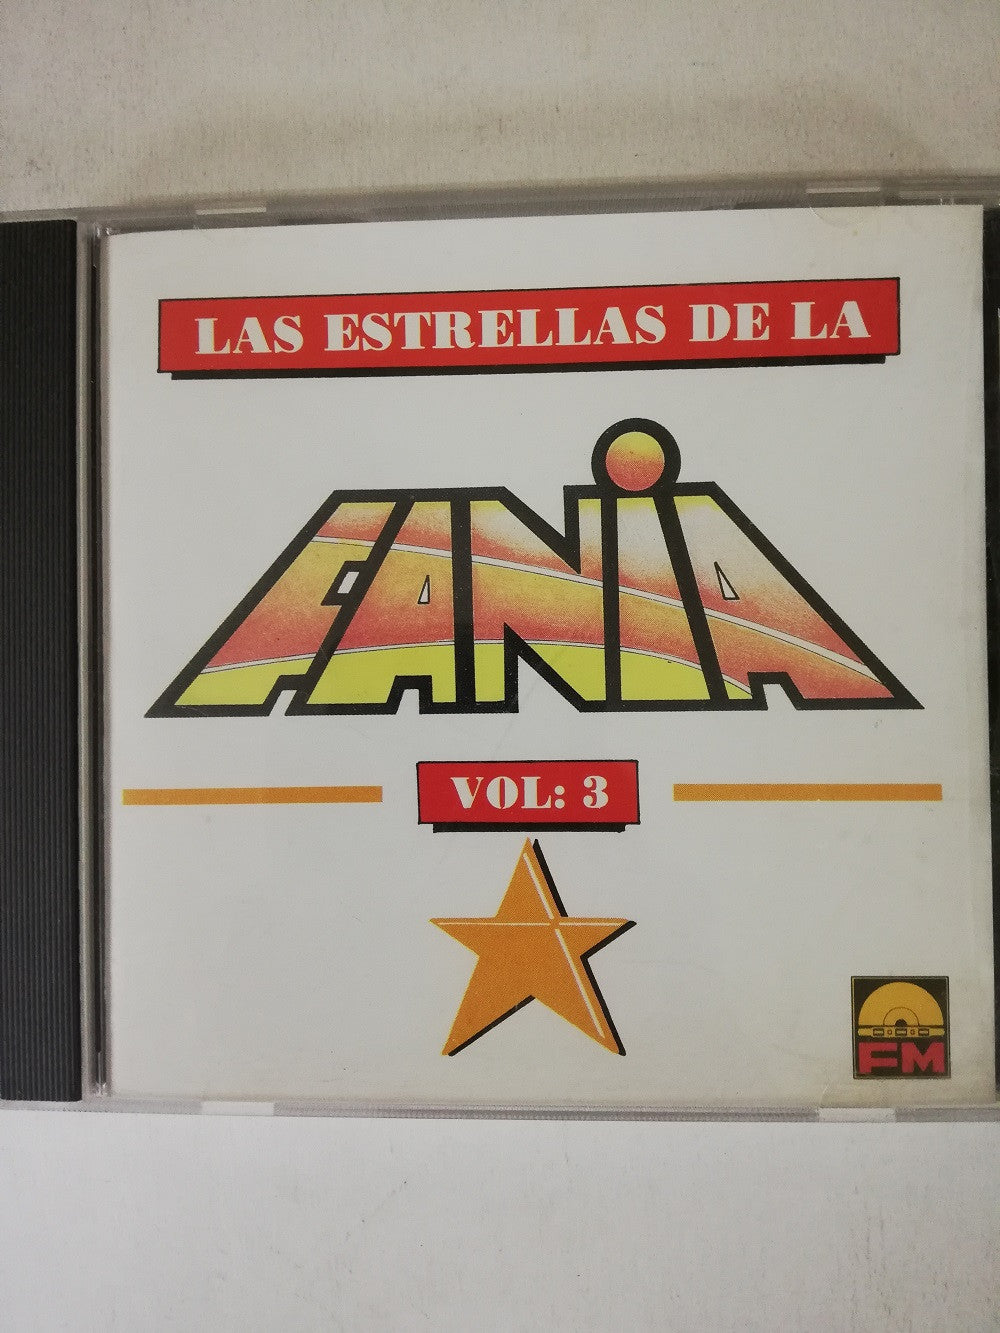 LAS ESTRELLAS DE LA
FANiA
VOL: 3
FM